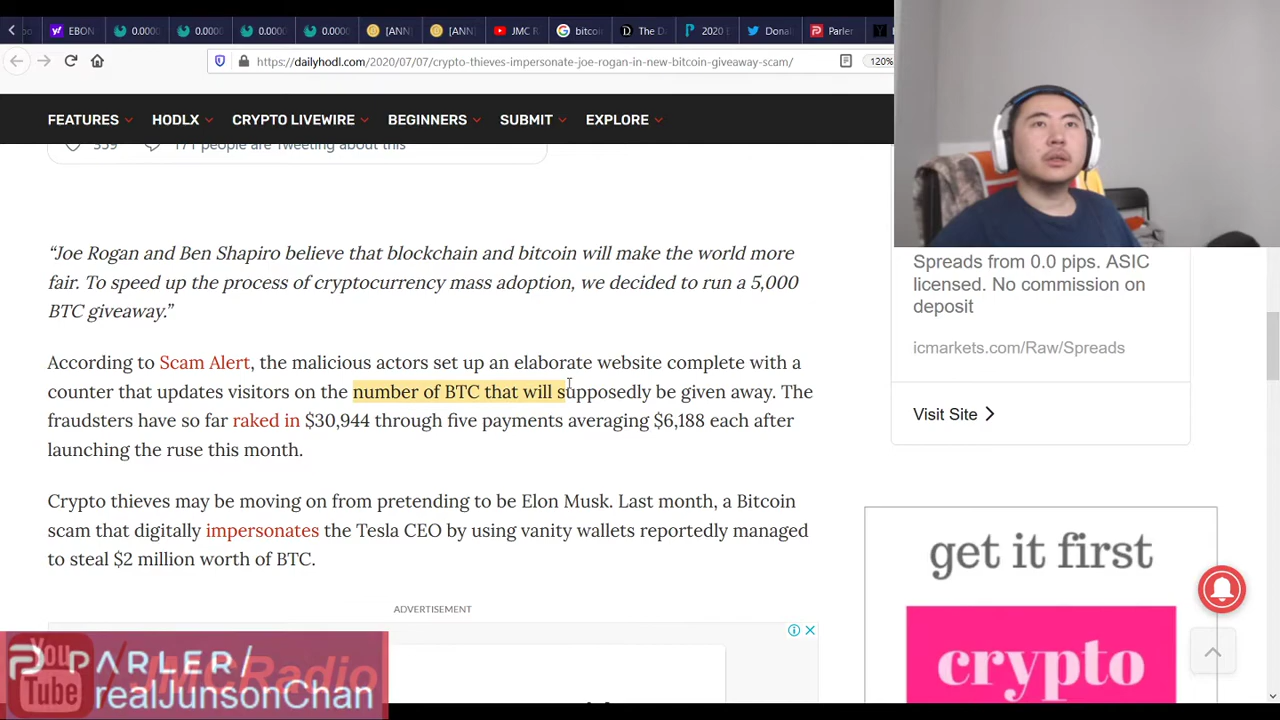 EBON
0.0000
0.0000
0.0000
0.0000
[ANN]
[ANN]
JMC R
bitcoi
The D
2020 E
Donal
Parler
https://dailyhodl.com/2020/07/07/crypto-thieves-impersonate-joe-rogan-in-new-bitcoin-giveaway-scam/
120%
FEATURES
HODLX
CRYPTO LIVEWIRE
BEGINNERS
SUBMIT
EXPLORE
359
171 people are Tweeting about this
“Joe Rogan and Ben Shapiro believe that blockchain and bitcoin will make the world more
fair. To speed up the process of cryptocurrency mass adoption, we decided to run a 5,000
BTC giveaway.”
According to Scam Alert, the malicious actors set up an elaborate website complete with a
counter that updates visitors on the number of BTC that will supposedly be given away. The
fraudsters have so far raked in $30,944 through five payments averaging $6,188 each after
launching the ruse this month.
Crypto thieves may be moving on from pretending to be Elon Musk. Last month, a Bitcoin
scam that digitally impersonates the Tesla CEO by using vanity wallets reportedly managed
to steal $2 million worth of BTC.
ADVERTISEMENT
Spreads from 0.0 pips. ASIC
licensed. No commission on
deposit
icmarkets.com/Raw/Spreads
Visit Site
get it first
crypto
You
Tube
PARLER/
JMCRadio
realJunsonChan